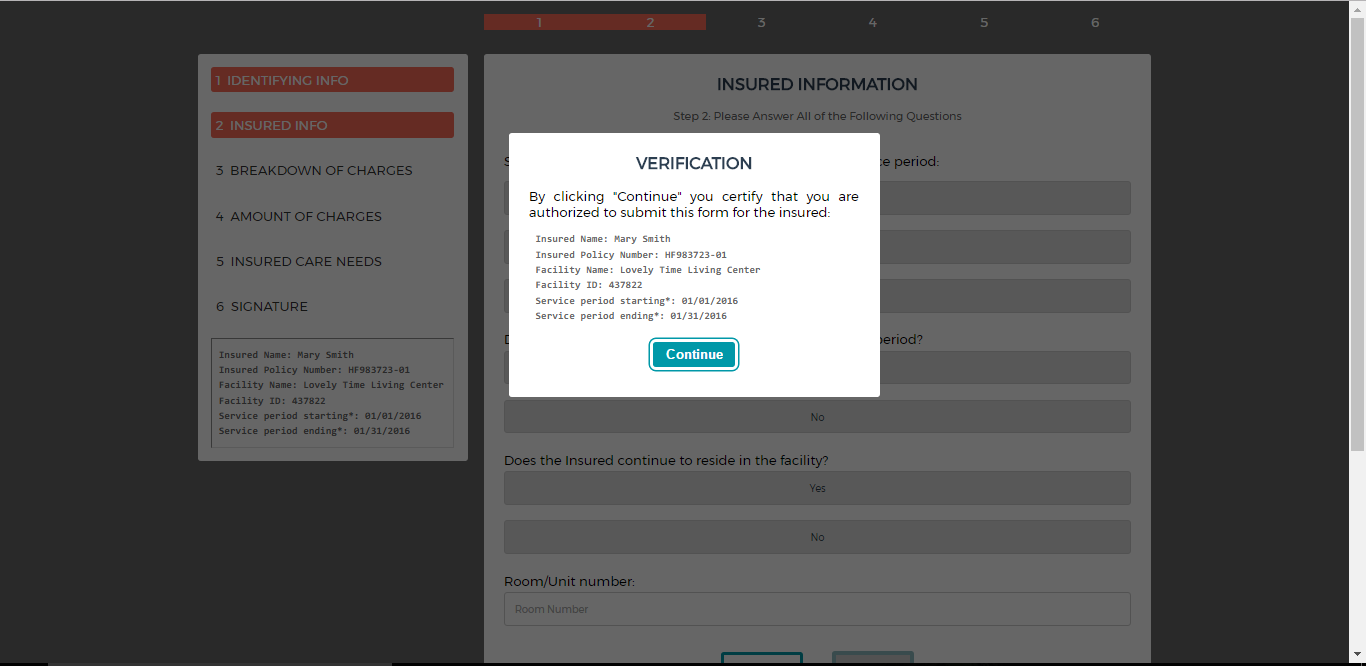 1 2 3 4 5 6
1 IDENTIFYING INFO
2 INSURED INFO
3 BREAKDOWN OF CHARGES
4 AMOUNT OF CHARGES
5 INSURED CARE NEEDS
6 SIGNATURE
Insured Name: Mary Smith
Insured Policy Number: HF983723-01
Facility Name: Lovely Time Living Center
Facility ID: 437822
Service period starting*: 01/01/2016
Service period ending*: 01/31/2016
INSURED INFORMATION
Step 2: Please Answer All of the Following Questions
period:
VERIFICATION
By clicking "Continue" you certify that you are
authorized to submit this form for the insured:
Insured Name: Mary Smith
Insured Policy Number: HF983723-01
Facility Name: Lovely Time Living Center
Facility ID: 437822
Service period starting*: 01/01/2016
Service period ending*: 01/31/2016
Continue
period?
No
Does the Insured continue to reside in the facility?
Yes
No
Room/Unit number:
Room Number